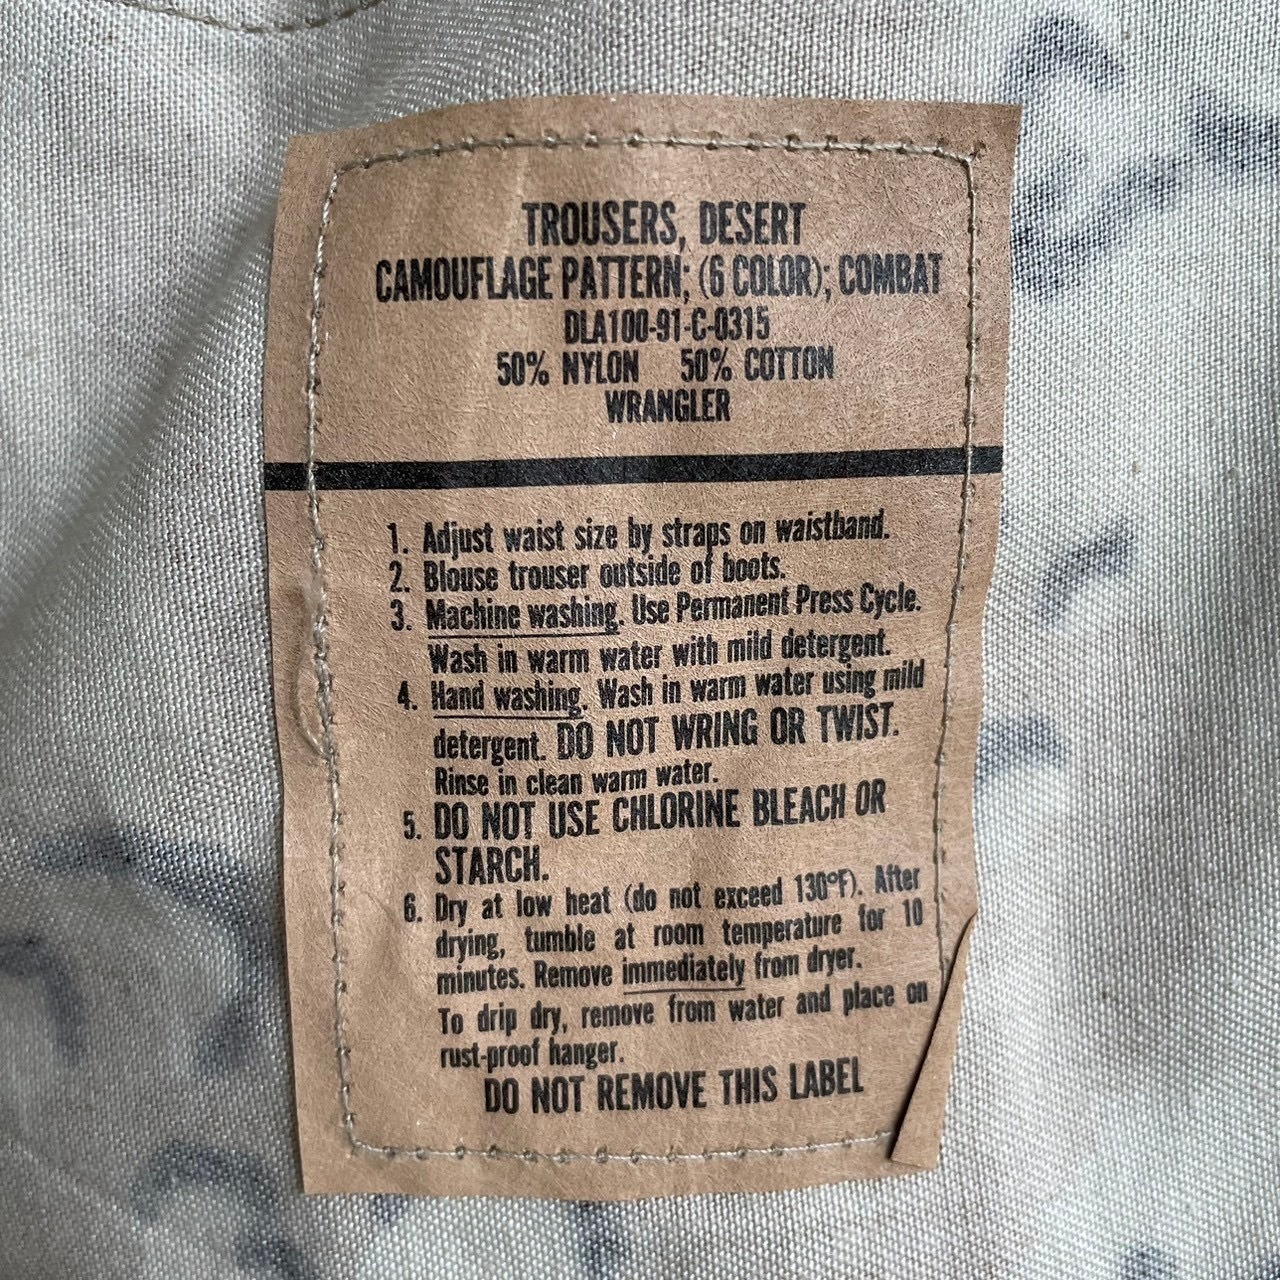 TROUSERS, DESERT
CAMOUFLAGE PATTERN; (6 COLOR); COMBAT
DLA100-91-C-0315
50% NYLON 50% COTTON
WRANGLER
1. Adjust waist size by straps on waistband.
2. Blouse trouser outside of boots.
3. Machine washing. Use Permanent Press Cycle.
Wash in warm water with mild detergent.
4. Hand washing. Wash in warm water using mild
detergent. DO NOT WRING OR TWIST.
Rinse in clean warm water.
5. DO NOT USE CHLORINE BLEACH OR
STARCH.
6. Dry at low heat (do not exceed 130°F). After
drying, tumble at room temperature for 10
minutes. Remove immediately from dryer.
To drip dry, remove from water and place on
rust-proof hanger.
DO NOT REMOVE THIS LABEL